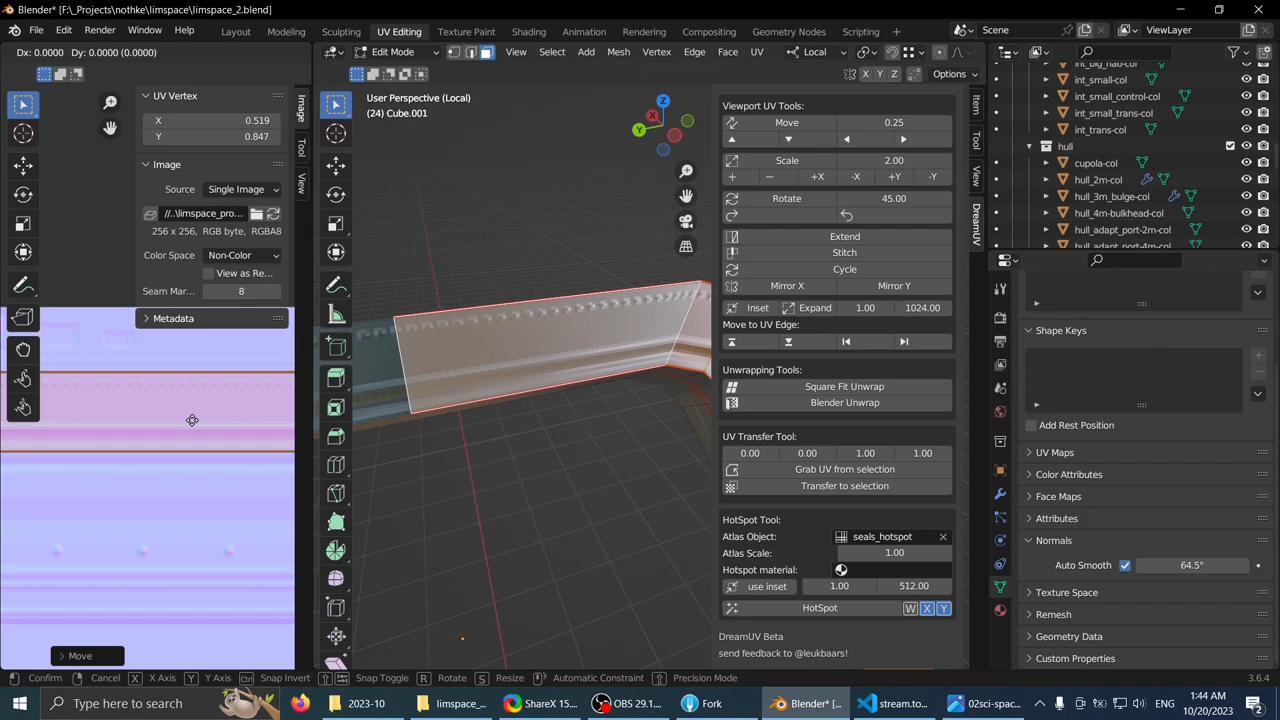 Blender* [F:\_Projects\nothke\limspace\limspace_2.blend]
File Edit Render Window Help Layout Modeling Sculpting UV Editing Texture Paint Shading Animation Rendering Compositing Geometry Nodes Scripting Scene ViewLayer
Dx: 0.0000 Dy: 0.0000 (0.0000)
Edit Mode View Select Add Mesh Vertex Edge Face UV Local
X Y Z Options
User Perspective (Local)
(24) Cube.001
Z
Y
X
UV Vertex
X 0.519
Y 0.847
Image
Source Single Image
//..\limspace_pro...
256 x 256, RGB byte, RGBA8
Color Space Non-Color
View as Re...
Seam Mar... 8
Metadata
Image
Tool
View
Move
Viewport UV Tools:
Move 0.25
Scale 2.00
+ − +X -X +Y -Y
Rotate 45.00
Extend
Stitch
Cycle
Mirror X Mirror Y
Inset Expand 1.00 1024.00
Move to UV Edge:
Unwrapping Tools:
Square Fit Unwrap
Blender Unwrap
UV Transfer Tool:
0.00 0.00 1.00 1.00
Grab UV from selection
Transfer to selection
HotSpot Tool:
Atlas Object: seals_hotspot
Atlas Scale: 1.00
Hotspot material:
use inset 1.00 512.00
HotSpot W X Y
DreamUV Beta
send feedback to @leukbaars!
Item
Tool
View
DreamUV
int_big_hab-col
int_small-col
int_small_control-col
int_small_transp-col
int_trans-col
hull
cupola-col
hull_2m-col
hull_3m_bulge-col
hull_4m-bulkhead-col
hull_adapt_port-2m-col
hull_adapt_port-4m-col
Shape Keys
Add Rest Position
UV Maps
Color Attributes
Face Maps
Attributes
Normals
Auto Smooth 64.5°
Texture Space
Remesh
Geometry Data
Custom Properties
Confirm Cancel X X Axis Y Y Axis Ctrl Snap Invert Snap Toggle R Rotate S Resize Automatic Constraint Precision Mode 3.6.4
Type here to search 2023-10 limspace_... ShareX 15.... OBS 29.1.... Fork Blender* [... stream.to... 02sci-spac... ENG 1:44 AM
10/20/2023 2